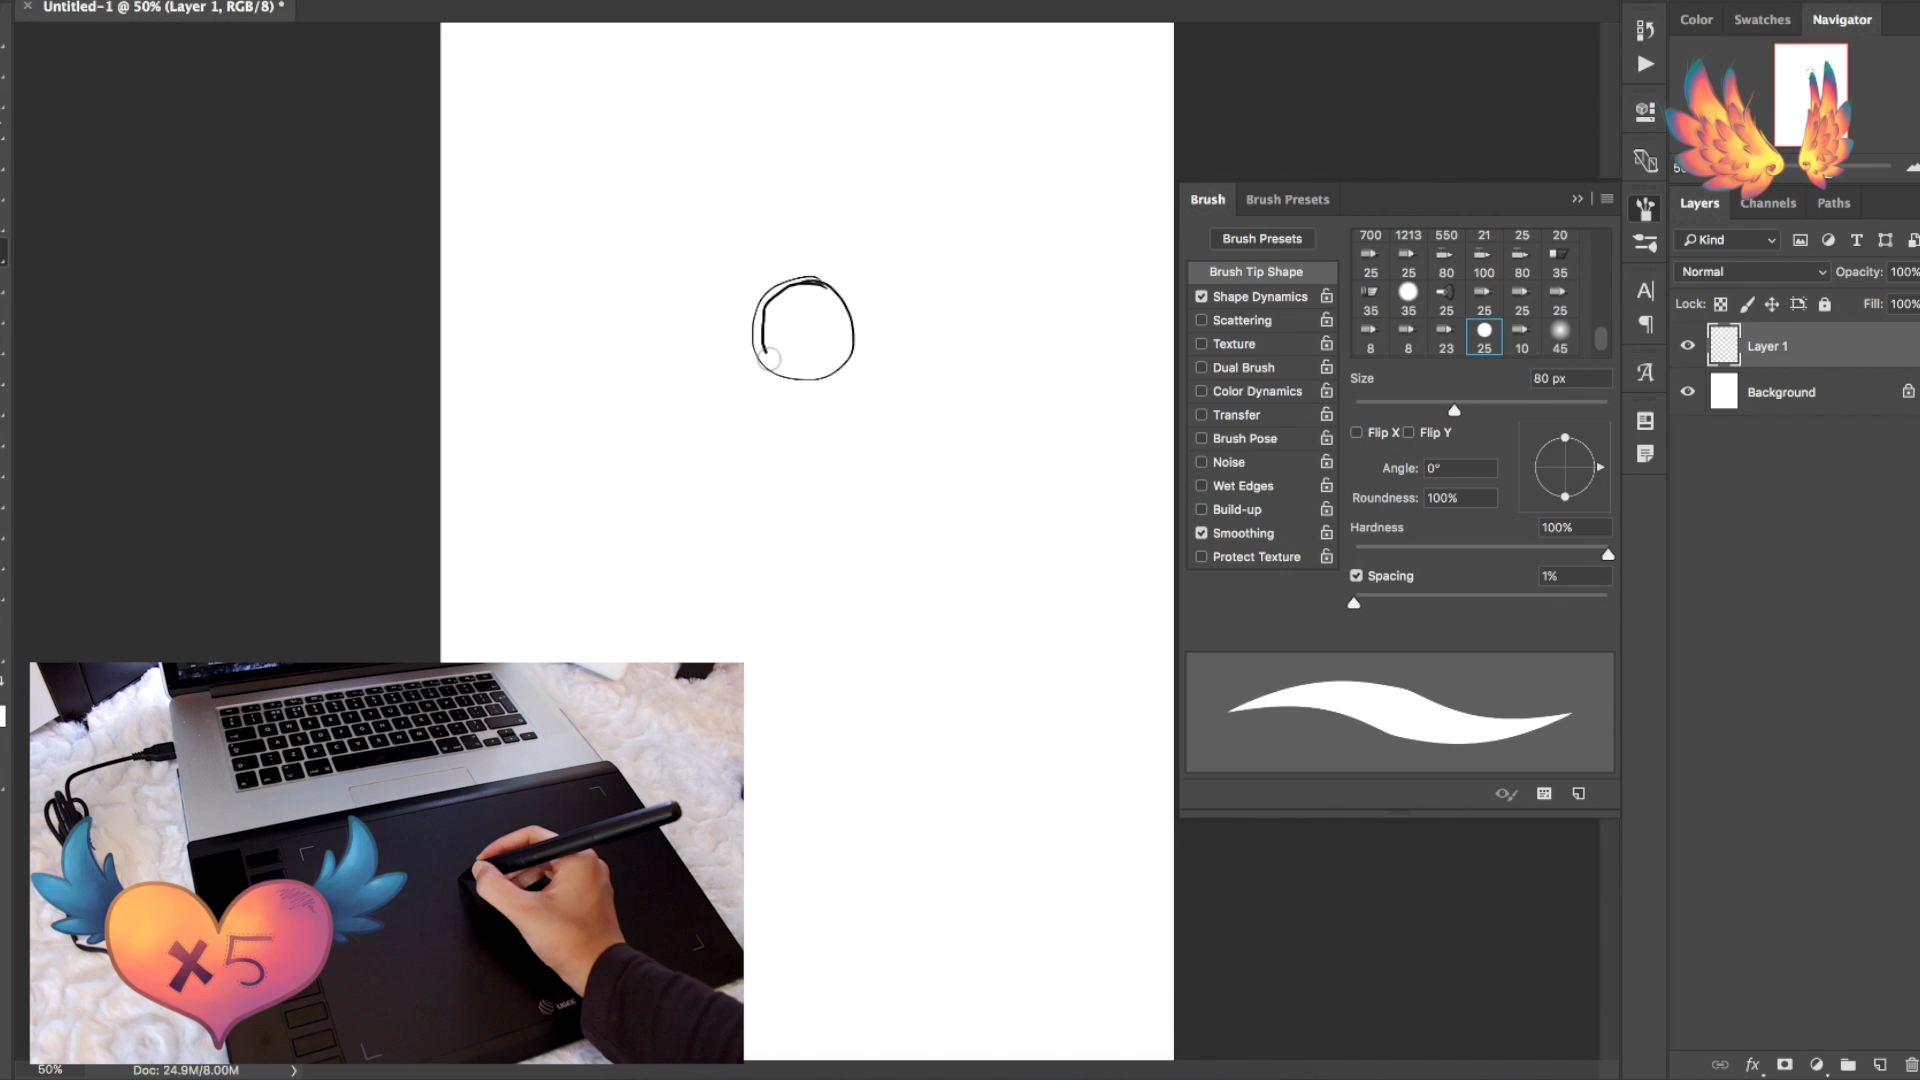 Untitled-1 @ 50% (Layer 1, RGB/8) *
Color Swatches Navigator
Layers Channels Paths
Kind
Normal Opacity: 100%
Lock: Fill: 100%
Layer 1
Background
Brush Brush Presets
Brush Presets
Brush Tip Shape
Shape Dynamics
Scattering
Texture
Dual Brush
Color Dynamics
Transfer
Brush Pose
Noise
Wet Edges
Build-up
Smoothing
Protect Texture
700 1213 550 21 25 20
25 25 80 100 80 35
35 35 25 25 25 25
8 8 23 25 10 45
Size 80 px
Flip X Flip Y
Angle: 0°
Roundness: 100%
Hardness 100%
Spacing 1%
x5
UGEE
50% Doc: 24.9M/8.00M